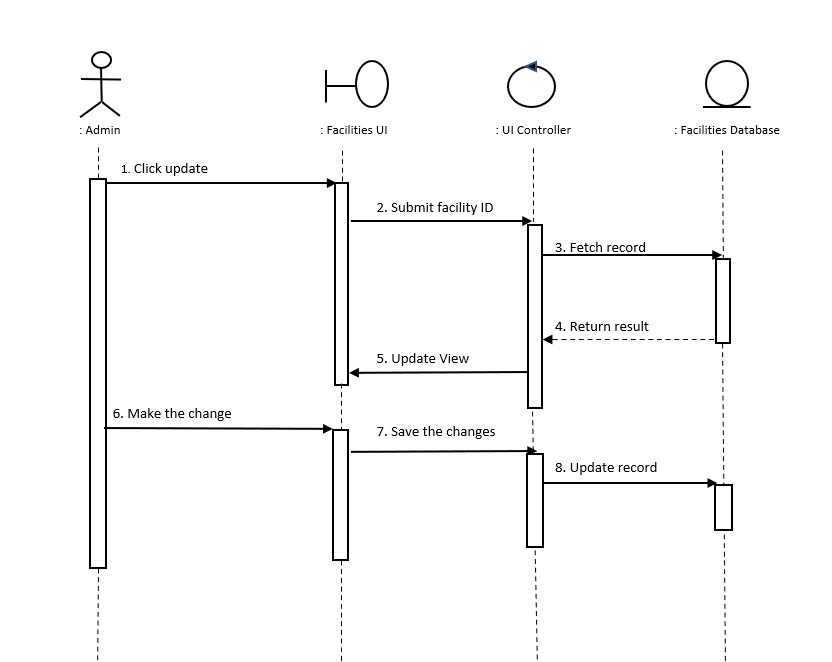 : Admin
: Facilities UI
: UI Controller
: Facilities Database
1. Click update
2. Submit facility ID
3. Fetch record
4. Return result
5. Update View
6. Make the change
7. Save the changes
8. Update record